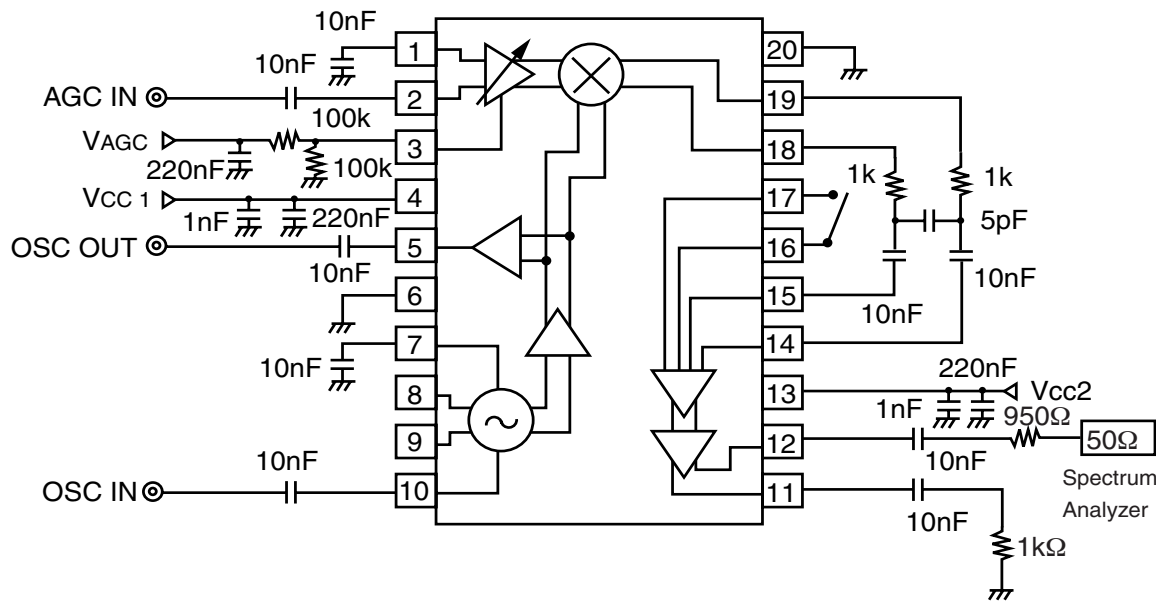 10nF
1
20
10nF
AGC IN
2
19
100k
VAGC
3
18
220nF
100k
1k
1k
VCC 1
4
17
1nF
220nF
5pF
OSC OUT
5
16
10nF
10nF
6
15
10nF
7
14
10nF
8
13
220nF
Vcc2
1nF
950Ω
9
12
50Ω
10nF
10nF
Spectrum
Analyzer
OSC IN
10
11
10nF
1kΩ